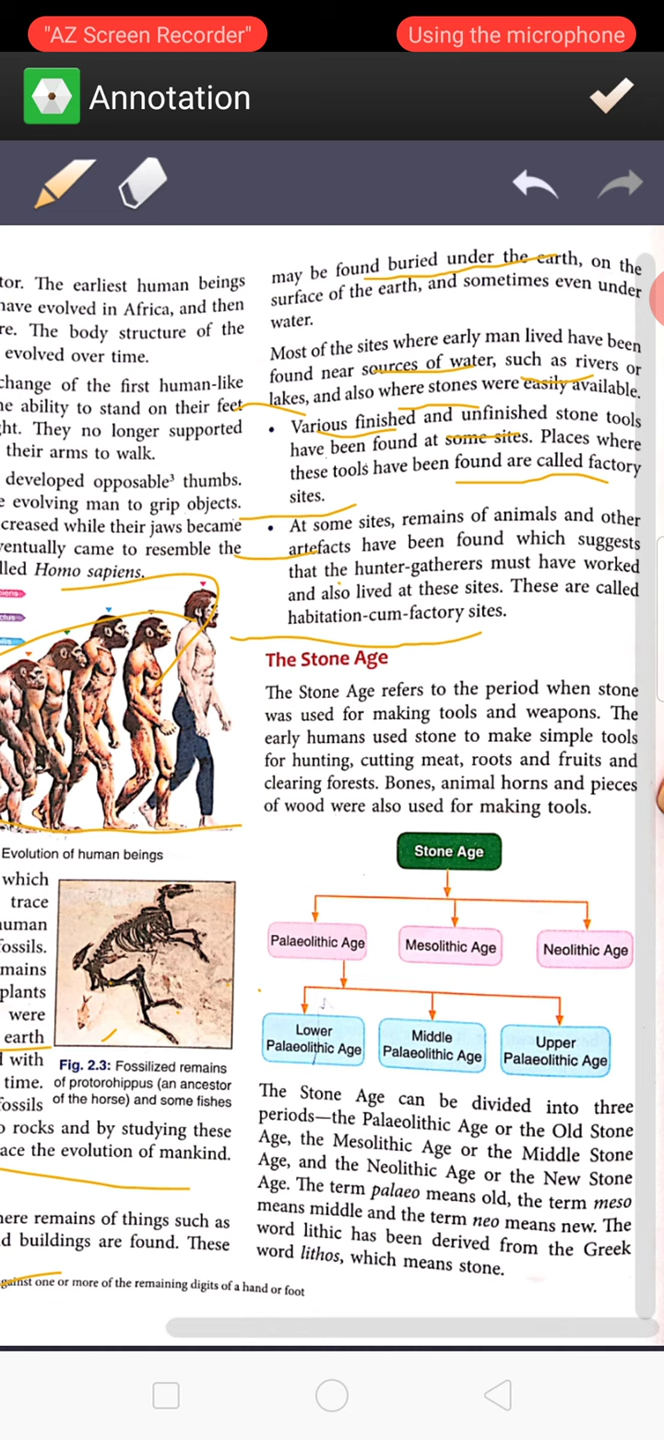 "AZ Screen Recorder"
Using the microphone
Annotation
tor. The earliest human beings
have evolved in Africa, and then
re. The body structure of the
evolved over time.
change of the first human-like
he ability to stand on their feet
ht. They no longer supported
their arms to walk.
developed opposable³ thumbs.
e evolving man to grip objects.
creased while their jaws became
ventually came to resemble the
lled Homo sapiens.
Evolution of human beings
which
trace
uman
fossils.
mains
plants
were
earth
l with
time.
fossils
Fig. 2.3: Fossilized remains
of protorohippus (an ancestor
of the horse) and some fishes
o rocks and by studying these
ace the evolution of mankind.
here remains of things such as
d buildings are found. These
may be found buried under the earth, on the
surface of the earth, and sometimes even under
water.
Most of the sites where early man lived have been
found near sources of water, such as rivers or
lakes, and also where stones were easily available.
• Various finished and unfinished stone tools
have been found at some sites. Places where
these tools have been found are called factory
sites.
• At some sites, remains of animals and other
artefacts have been found which suggests
that the hunter-gatherers must have worked
and also lived at these sites. These are called
habitation-cum-factory sites.
The Stone Age
The Stone Age refers to the period when stone
was used for making tools and weapons. The
early humans used stone to make simple tools
for hunting, cutting meat, roots and fruits and
clearing forests. Bones, animal horns and pieces
of wood were also used for making tools.
Stone Age
Palaeolithic Age
Mesolithic Age
Neolithic Age
Lower
Palaeolithic Age
Middle
Palaeolithic Age
Upper
Palaeolithic Age
The Stone Age can be divided into three
periods—the Palaeolithic Age or the Old Stone
Age, the Mesolithic Age or the Middle Stone
Age, and the Neolithic Age or the New Stone
Age. The term palaeo means old, the term meso
means middle and the term neo means new. The
word lithic has been derived from the Greek
word lithos, which means stone.
gainst one or more of the remaining digits of a hand or foot